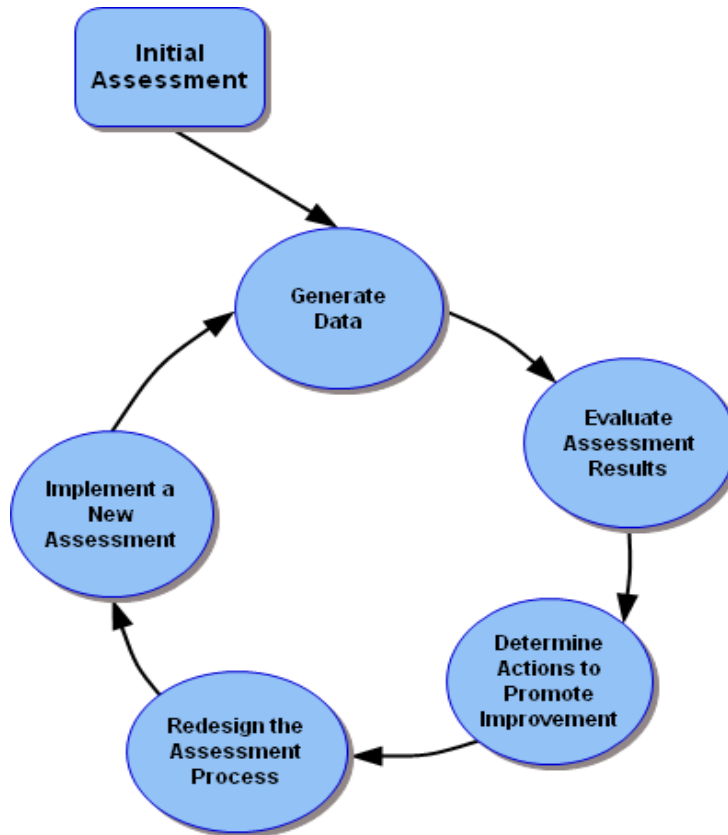 Initial
Assessment
Generate
Data
Evaluate
Assessment
Results
Determine
Actions to
Promote
Improvement
Redesign the
Assessment
Process
Implement a
New
Assessment